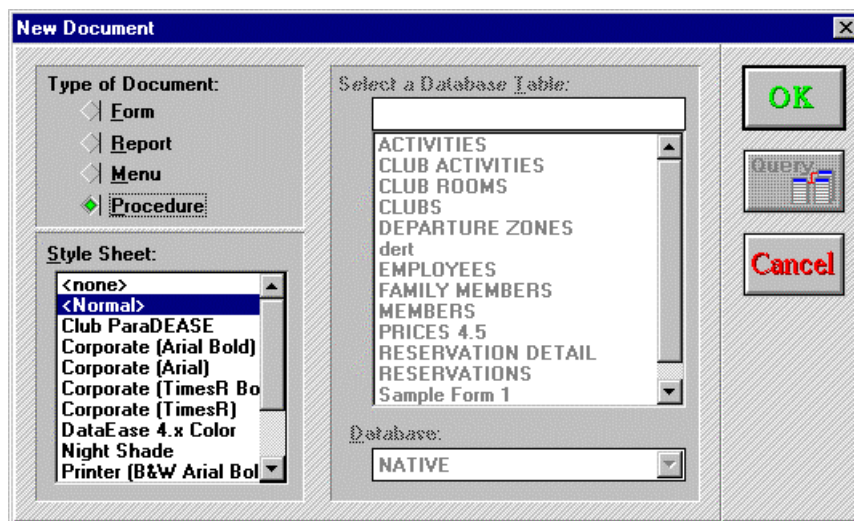 New Document
Type of Document:
Form
Report
Menu
Procedure
Style Sheet:
<none>
<Normal>
Club ParaDEASE
Corporate (Arial Bold)
Corporate (Arial)
Corporate (TimesR Bo
Corporate (TimesR)
DataEase 4.x Color
Night Shade
Printer (B&W Arial Bol
Select a Database Table:
ACTIVITIES
CLUB ACTIVITIES
CLUB ROOMS
CLUBS
DEPARTURE ZONES
dert
EMPLOYEES
FAMILY MEMBERS
MEMBERS
PRICES 4.5
RESERVATION DETAIL
RESERVATIONS
Sample Form 1
Database:
NATIVE
OK
Query...
Cancel